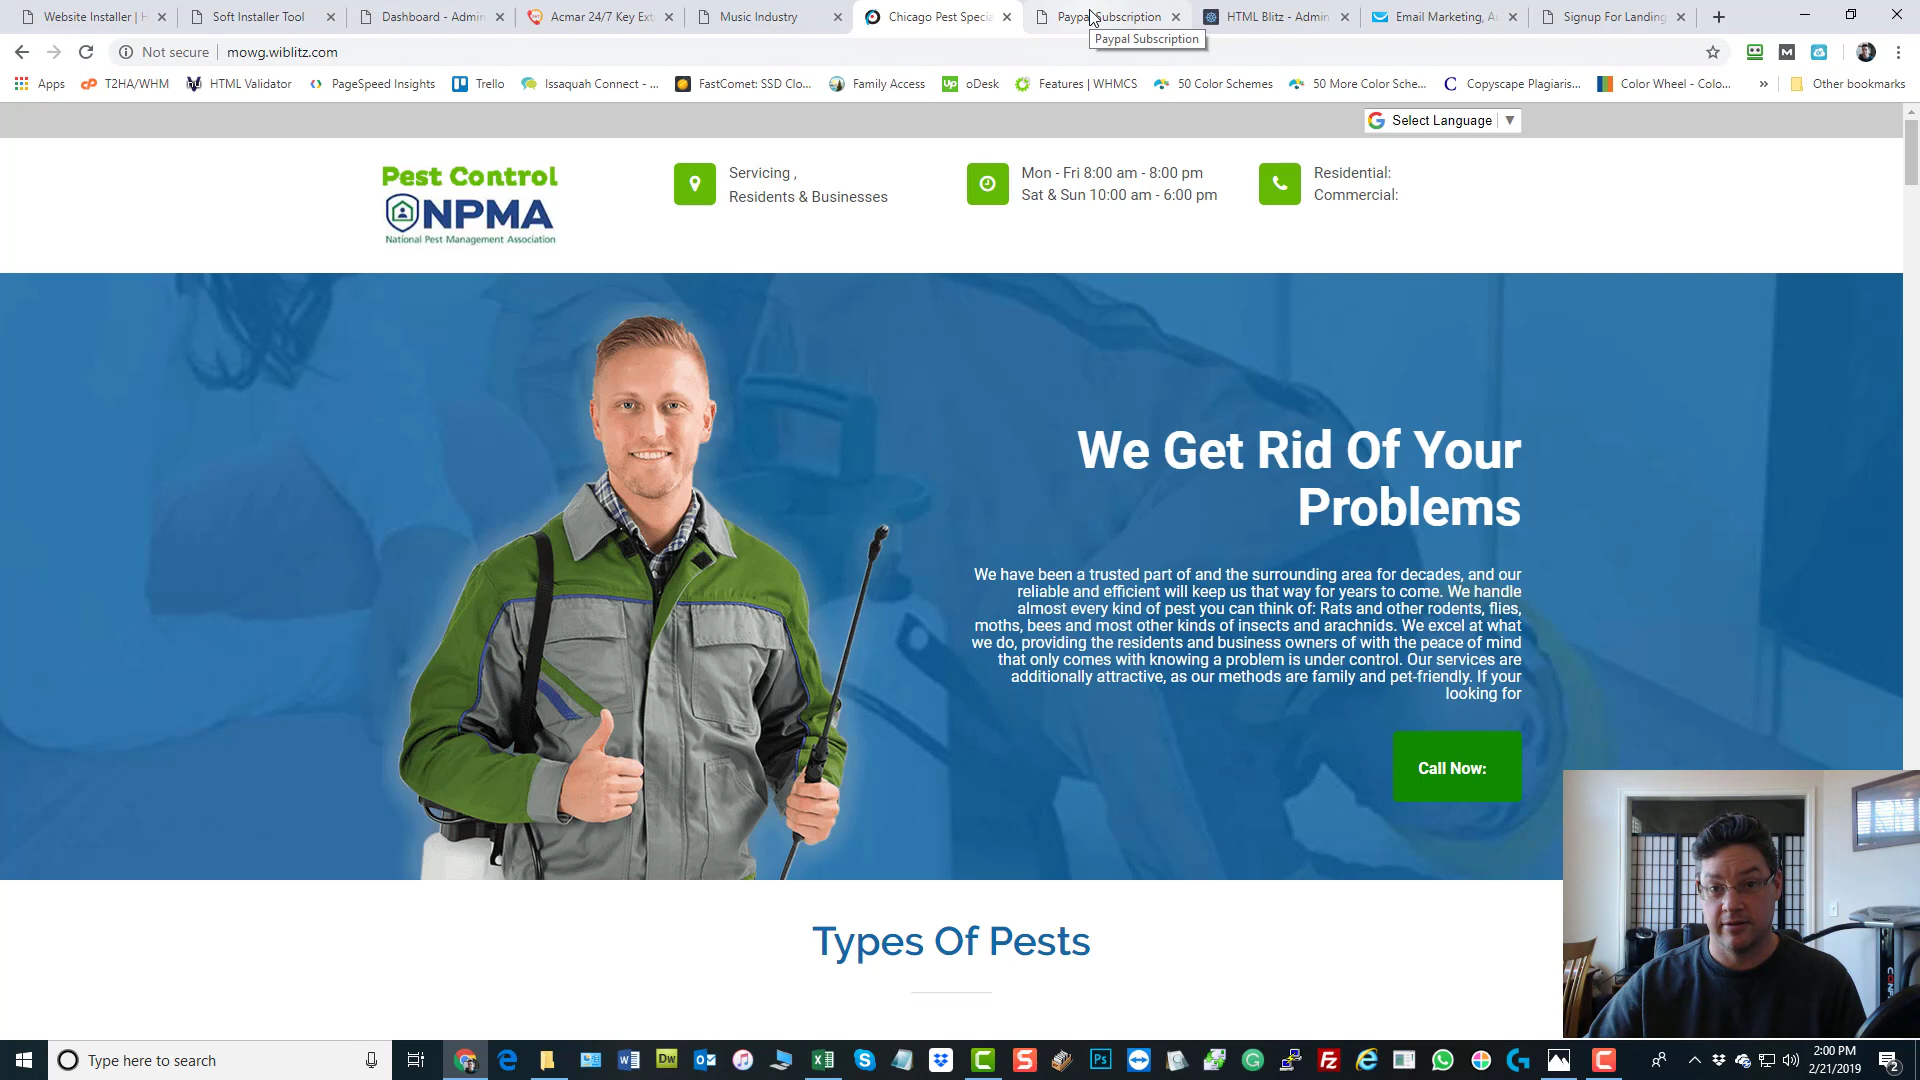 Website Installer | H
Soft Installer Tool
Dashboard - Admin
Acmar 24/7 Key Ext
Music Industry
Chicago Pest Specia
Paypal Subscription
HTML Blitz - Admin
Email Marketing, Au
Signup For Landing
Paypal Subscription
Not secure
mowg.wiblitz.com
Apps
T2HA/WHM
HTML Validator
PageSpeed Insights
Trello
Issaquah Connect - ...
FastComet: SSD Clo...
Family Access
oDesk
Features | WHMCS
50 Color Schemes
50 More Color Sche...
Copyscape Plagiaris...
Color Wheel - Colo...
»
Other bookmarks
Select Language ▼
Pest Control
NPMA
National Pest Management Association
Servicing ,
Residents & Businesses
Mon - Fri 8:00 am - 8:00 pm
Sat & Sun 10:00 am - 6:00 pm
Residential:
Commercial:
We Get Rid Of Your
Problems
We have been a trusted part of and the surrounding area for decades, and our
reliable and efficient will keep us that way for years to come. We handle
almost every kind of pest you can think of: Rats and other rodents, flies,
moths, bees and most other kinds of insects and arachnids. We excel at what
we do, providing the residents and business owners of with the peace of mind
that only comes with knowing a problem is under control. Our services are
additionally attractive, as our methods are family and pet-friendly. If your
looking for
Call Now:
Types Of Pests
Type here to search
2:00 PM
2/21/2019
2